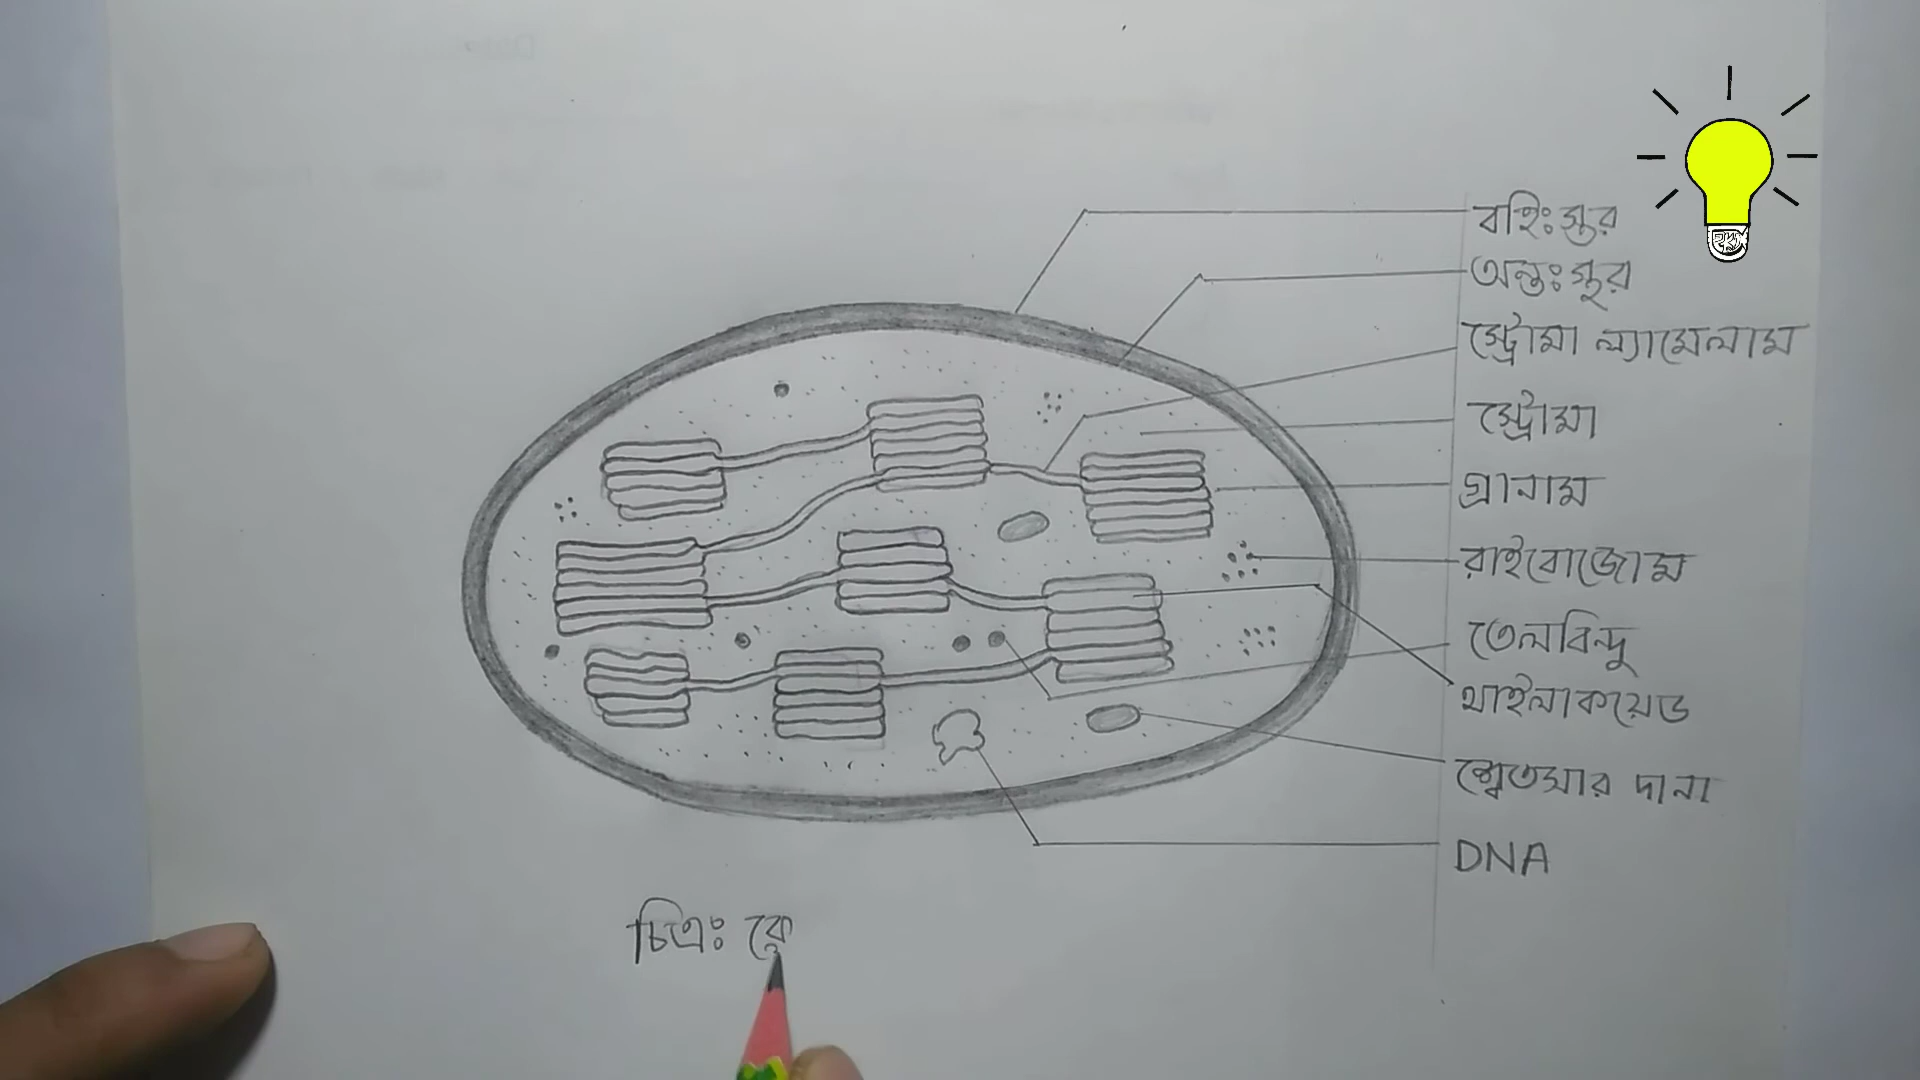 বহিঃস্তর
অন্তঃস্তর
স্ট্রোমা ল্যামেলাম
স্ট্রোমা
গ্রানাম
রাইবোজোম
তেলবিন্দু
থাইলাকয়েড
শ্বেতসার দানা
DNA
চিত্রঃ কে